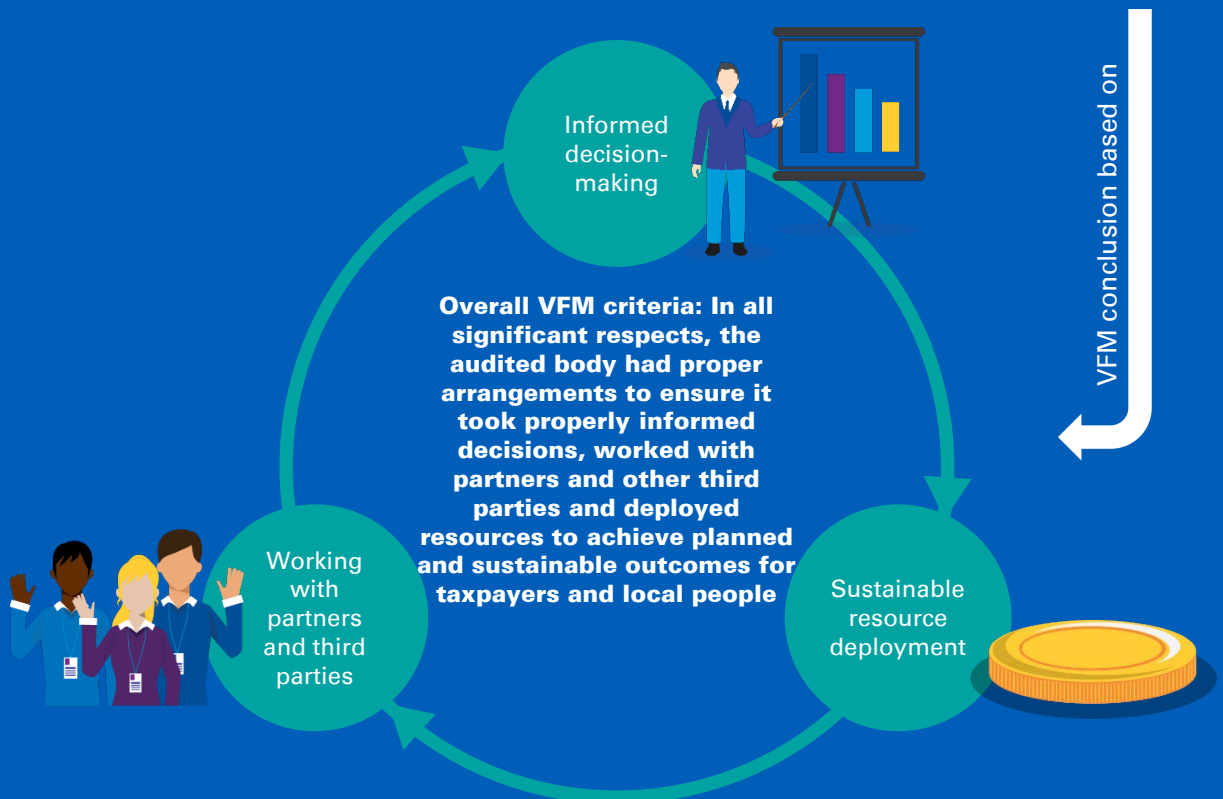 Informed
decision-
making
VFM conclusion based on
Overall VFM criteria: In all
significant respects, the
audited body had proper
arrangements to ensure it
took properly informed
decisions, worked with
partners and other third
parties and deployed
resources to achieve planned
and sustainable outcomes for
taxpayers and local people
Working
with
partners
and third
parties
Sustainable
resource
deployment